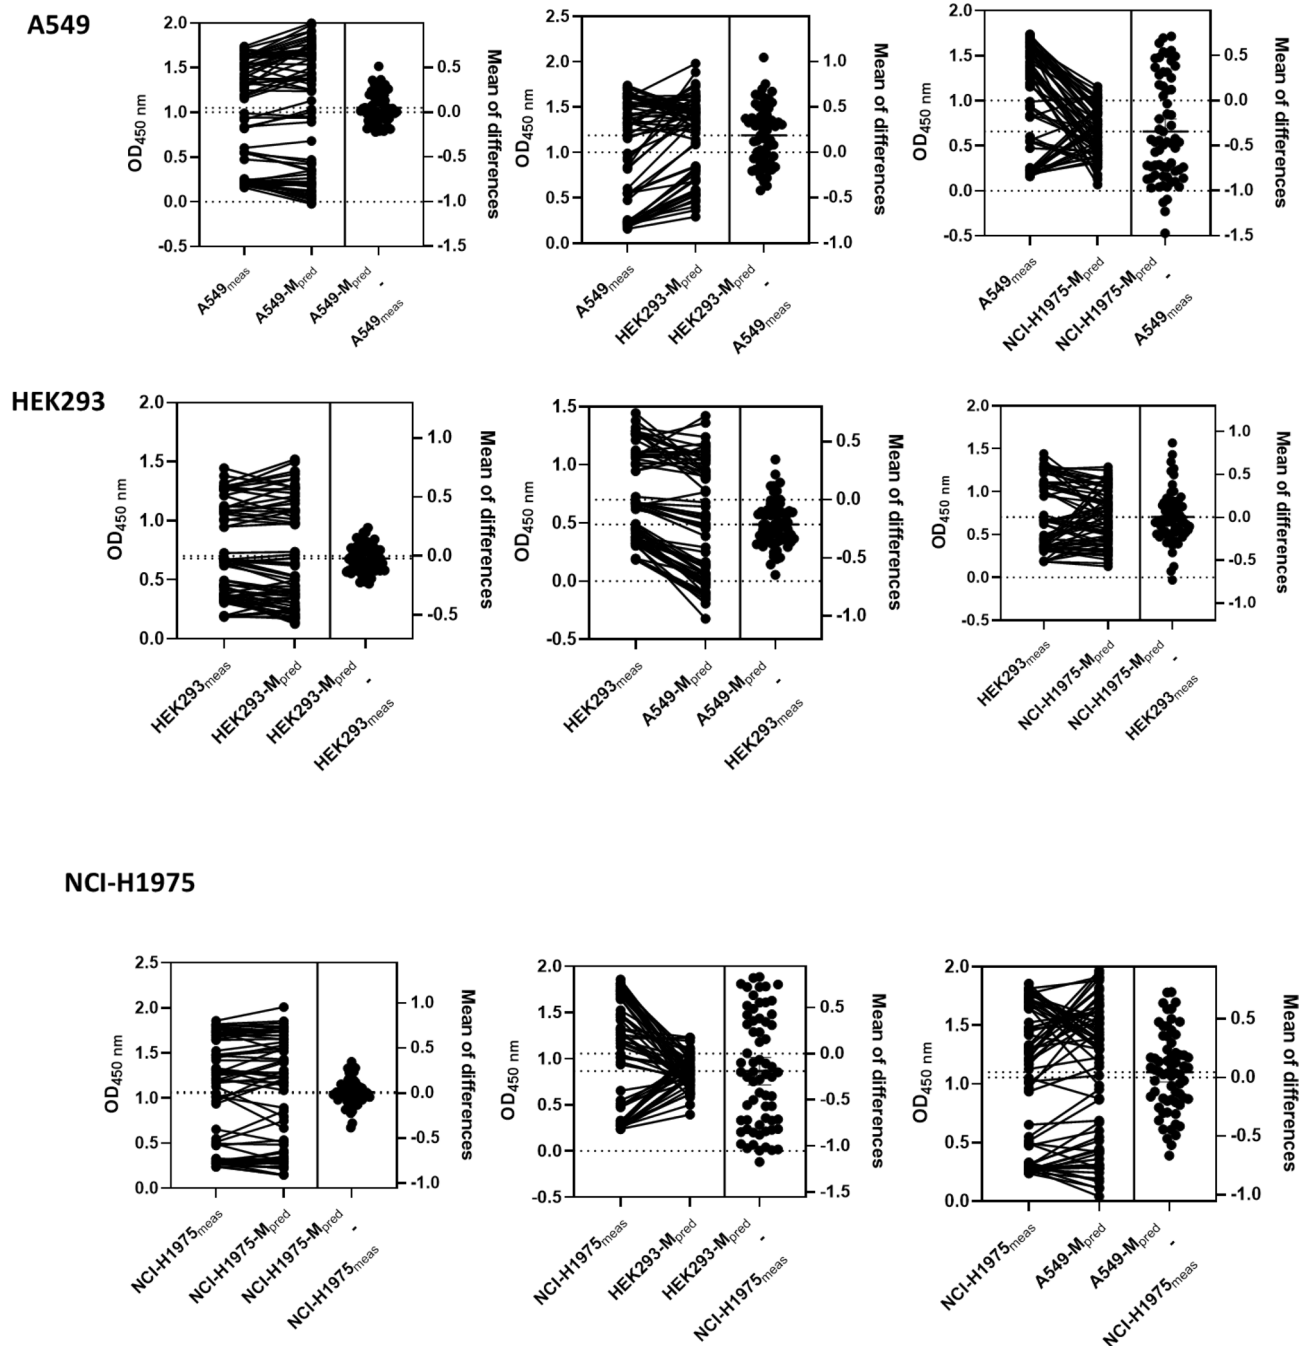 A549
2.0
1.5
1.0
0.5
0.0
-0.5
OD450 nm
0.5
0.0
-0.5
-1.0
-1.5
Mean of differences
A549meas
A549-Mpred
A549-Mpred
-
A549meas
2.5
2.0
1.5
1.0
0.5
0.0
OD450 nm
1.0
0.5
0.0
-0.5
-1.0
Mean of differences
A549meas
HEK293-Mpred
HEK293-Mpred
-
A549meas
2.0
1.5
1.0
0.5
0.0
-0.5
OD450 nm
0.5
0.0
-0.5
-1.0
-1.5
Mean of differences
A549meas
NCI-H1975-Mpred
NCI-H1975-Mpred
-
A549meas
HEK293
2.0
1.5
1.0
0.5
0.0
OD450 nm
1.0
0.5
0.0
-0.5
Mean of differences
HEK293meas
HEK293-Mpred
HEK293-Mpred
-
HEK293meas
1.5
1.0
0.5
0.0
-0.5
OD450 nm
0.5
0.0
-0.5
-1.0
Mean of differences
HEK293meas
A549-Mpred
A549-Mpred
-
HEK293meas
2.0
1.5
1.0
0.5
0.0
-0.5
OD450 nm
1.0
0.5
0.0
-0.5
-1.0
Mean of differences
HEK293meas
NCI-H1975-Mpred
NCI-H1975-Mpred
-
HEK293meas
NCI-H1975
2.5
2.0
1.5
1.0
0.5
0.0
OD450 nm
1.0
0.5
0.0
-0.5
-1.0
Mean of differences
NCI-H1975meas
NCI-H1975-Mpred
NCI-H1975-Mpred
-
NCI-H1975meas
2.0
1.5
1.0
0.5
0.0
-0.5
OD450 nm
0.5
0.0
-0.5
-1.0
-1.5
Mean of differences
NCI-H1975meas
HEK293-Mpred
HEK293-Mpred
-
NCI-H1975meas
2.0
1.5
1.0
0.5
0.0
OD450 nm
0.5
0.0
-0.5
-1.0
Mean of differences
NCI-H1975meas
A549-Mpred
A549-Mpred
-
NCI-H1975meas